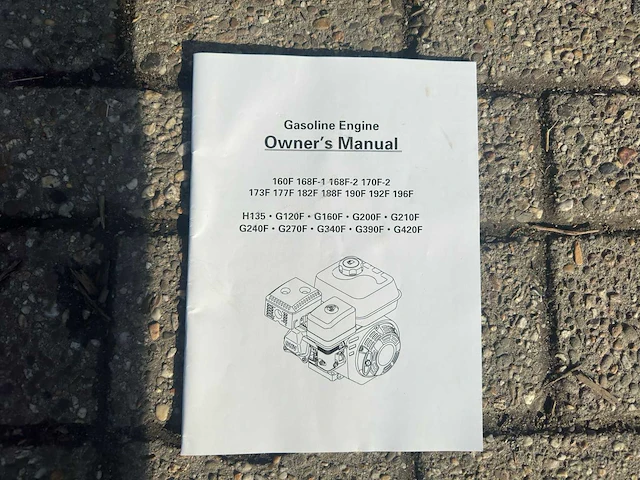 Gasoline Engine
Owner's Manual
160F 168F-1 168F-2 170F-2
173F 177F 182F 188F 190F 192F 196F
H135 · G120F · G160F · G200F · G210F
G240F · G270F · G340F · G390F · G420F